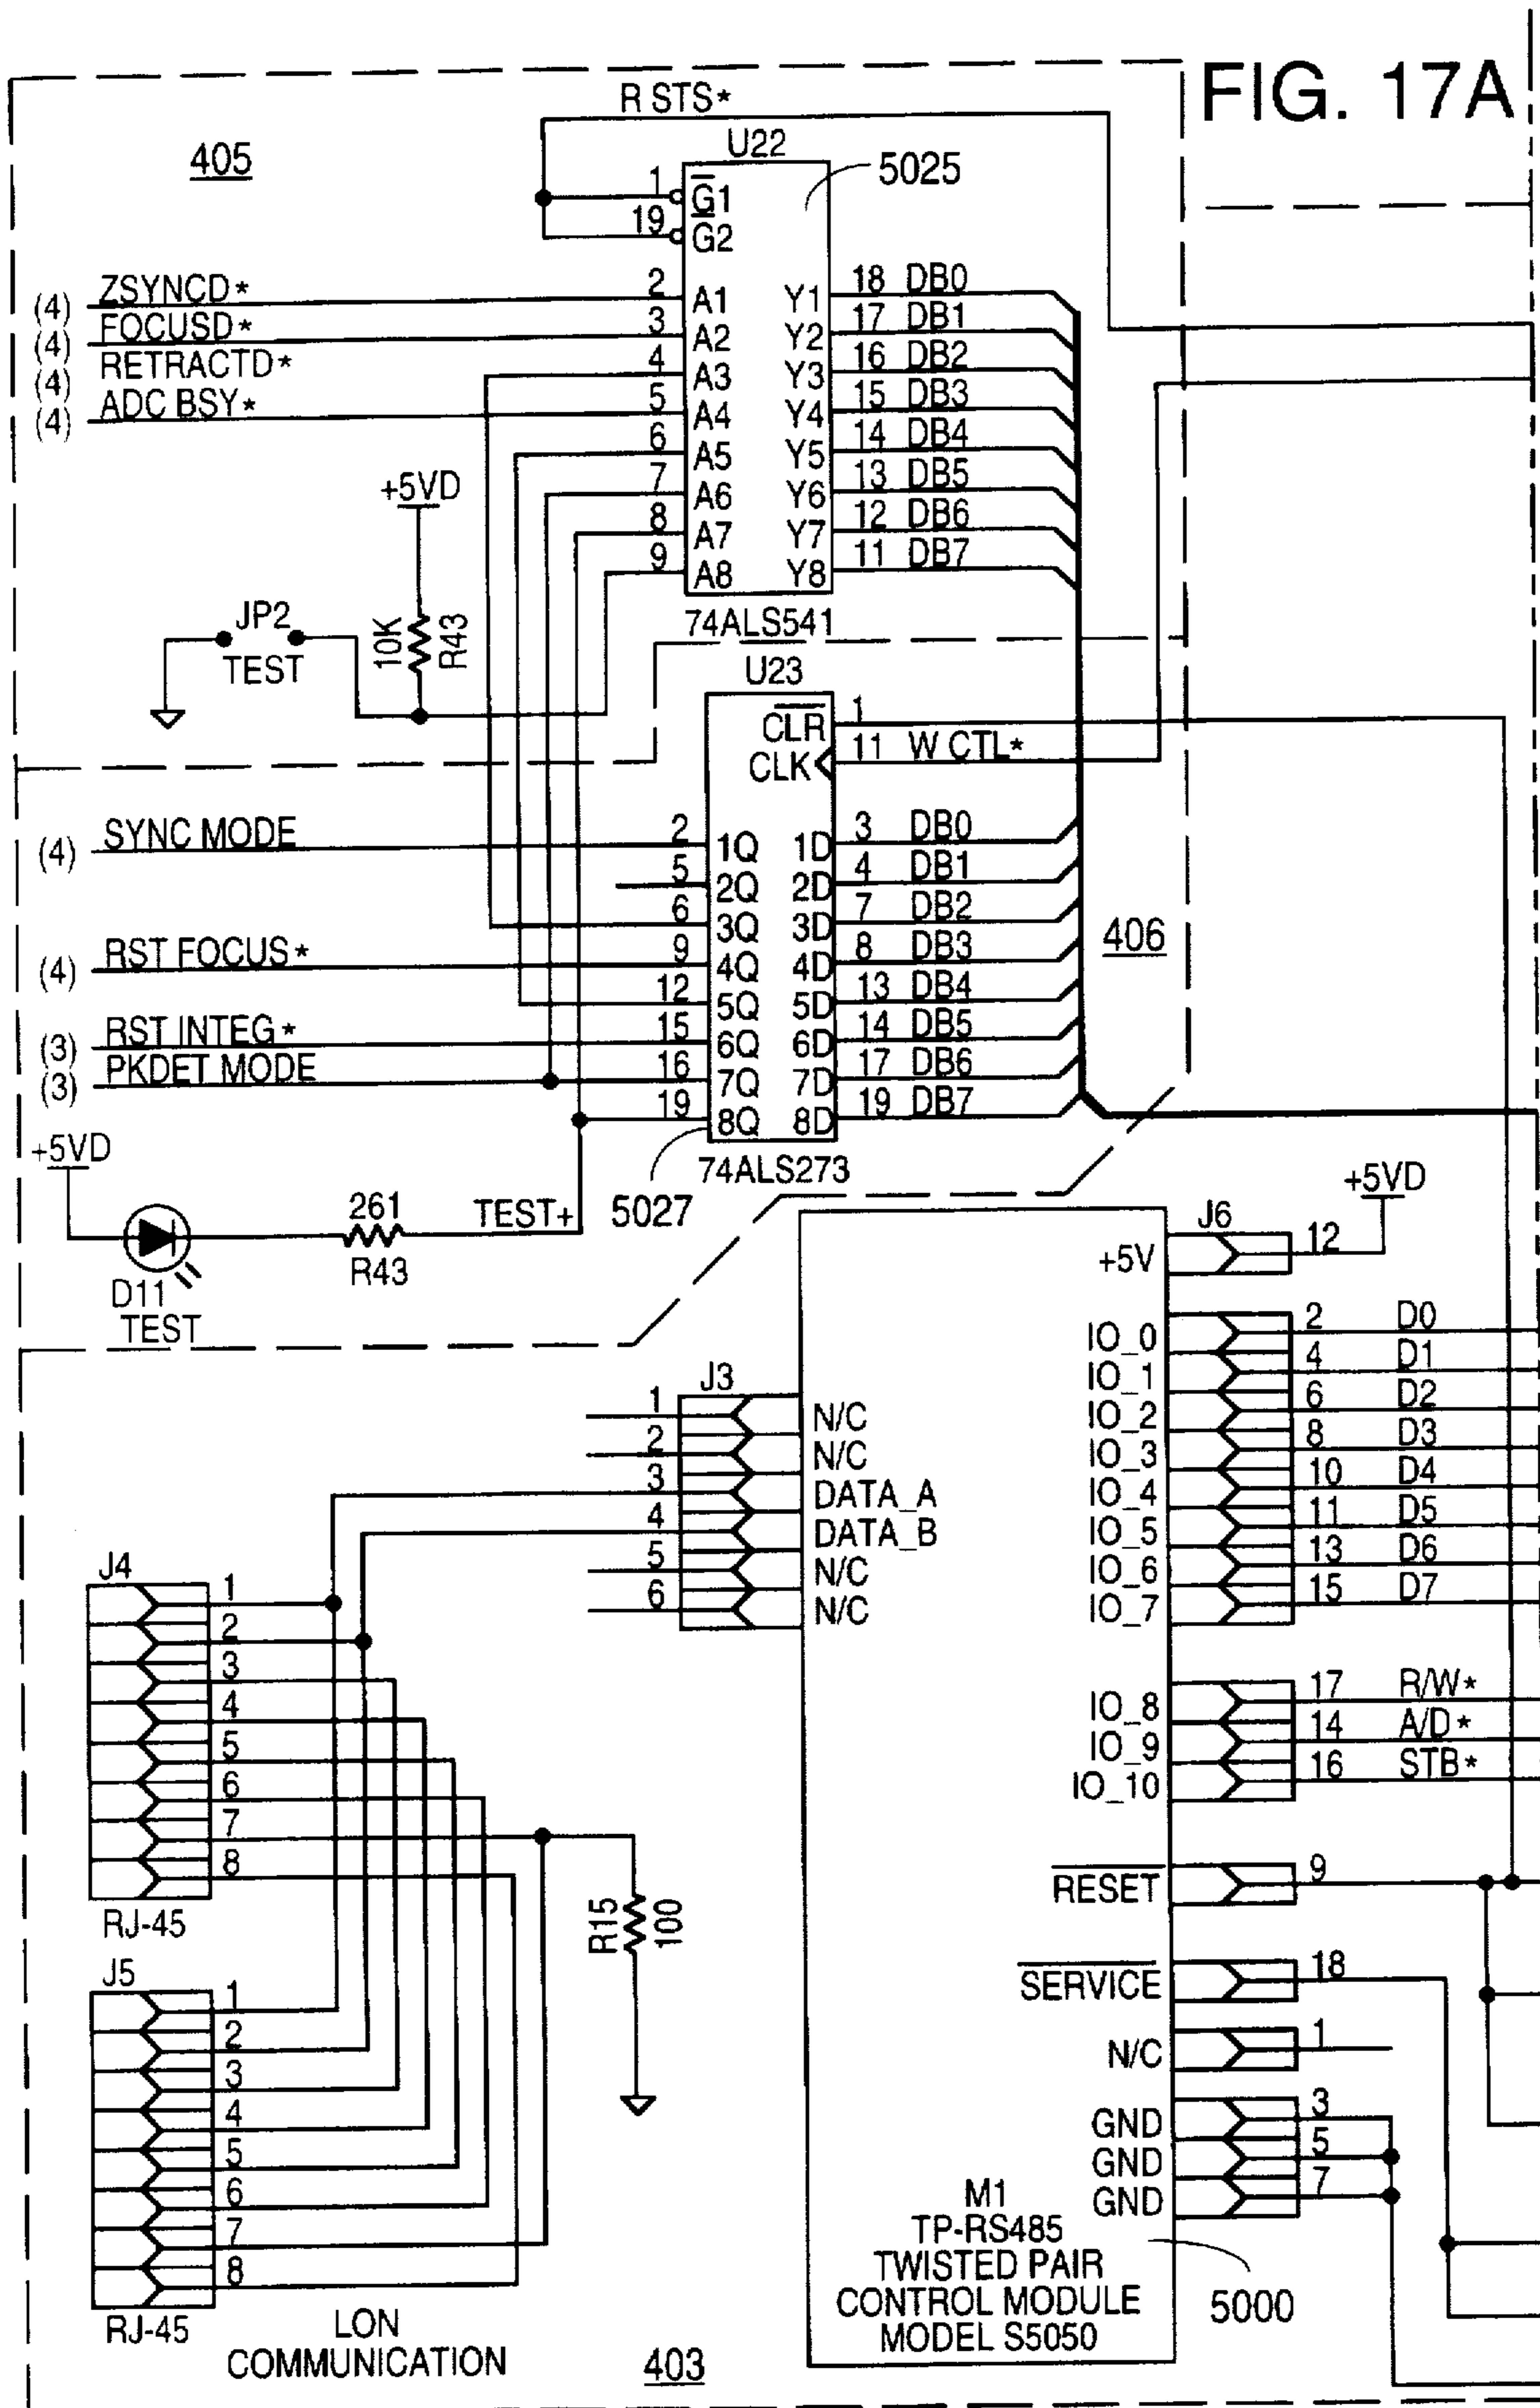 FIG. 17A
R STS*
405
U22
5025
1 G1
19 G2
(4) ZSYNCD* 2 A1 Y1 18 DB0
(4) FOCUSD* 3 A2 Y2 17 DB1
(4) RETRACTD* 4 A3 Y3 16 DB2
(4) ADC BSY* 5 A4 Y4 15 DB3
6 A5 Y5 14 DB4
7 A6 Y6 13 DB5
8 A7 Y7 12 DB6
9 A8 Y8 11 DB7
+5VD
74ALS541
JP2
TEST
10K
R43
U23
CLR 1
CLK 11 W CTL*
(4) SYNC MODE 2 1Q 1D 3 DB0
5 2Q 2D 4 DB1
6 3Q 3D 7 DB2
(4) RST FOCUS* 9 4Q 4D 8 DB3
12 5Q 5D 13 DB4
(3) RST INTEG* 15 6Q 6D 14 DB5
(3) PKDET MODE 16 7Q 7D 17 DB6
19 8Q 8D 19 DB7
406
74ALS273
5027
+5VD
261
R43
TEST+
D11
TEST
J6
+5VD
+5V 12
IO_0 2 D0
IO_1 4 D1
IO_2 6 D2
IO_3 8 D3
IO_4 10 D4
IO_5 11 D5
IO_6 13 D6
IO_7 15 D7
IO_8 17 R/W*
IO_9 14 A/D*
IO_10 16 STB*
RESET 9
SERVICE 18
N/C 1
GND 3
GND 5
GND 7
J3
1 N/C
2 N/C
3 DATA_A
4 DATA_B
5 N/C
6 N/C
J4
1
2
3
4
5
6
7
8
RJ-45
R15
100
J5
1
2
3
4
5
6
7
8
RJ-45
LON
COMMUNICATION
403
M1
TP-RS485
TWISTED PAIR
CONTROL MODULE
MODEL S5050
5000